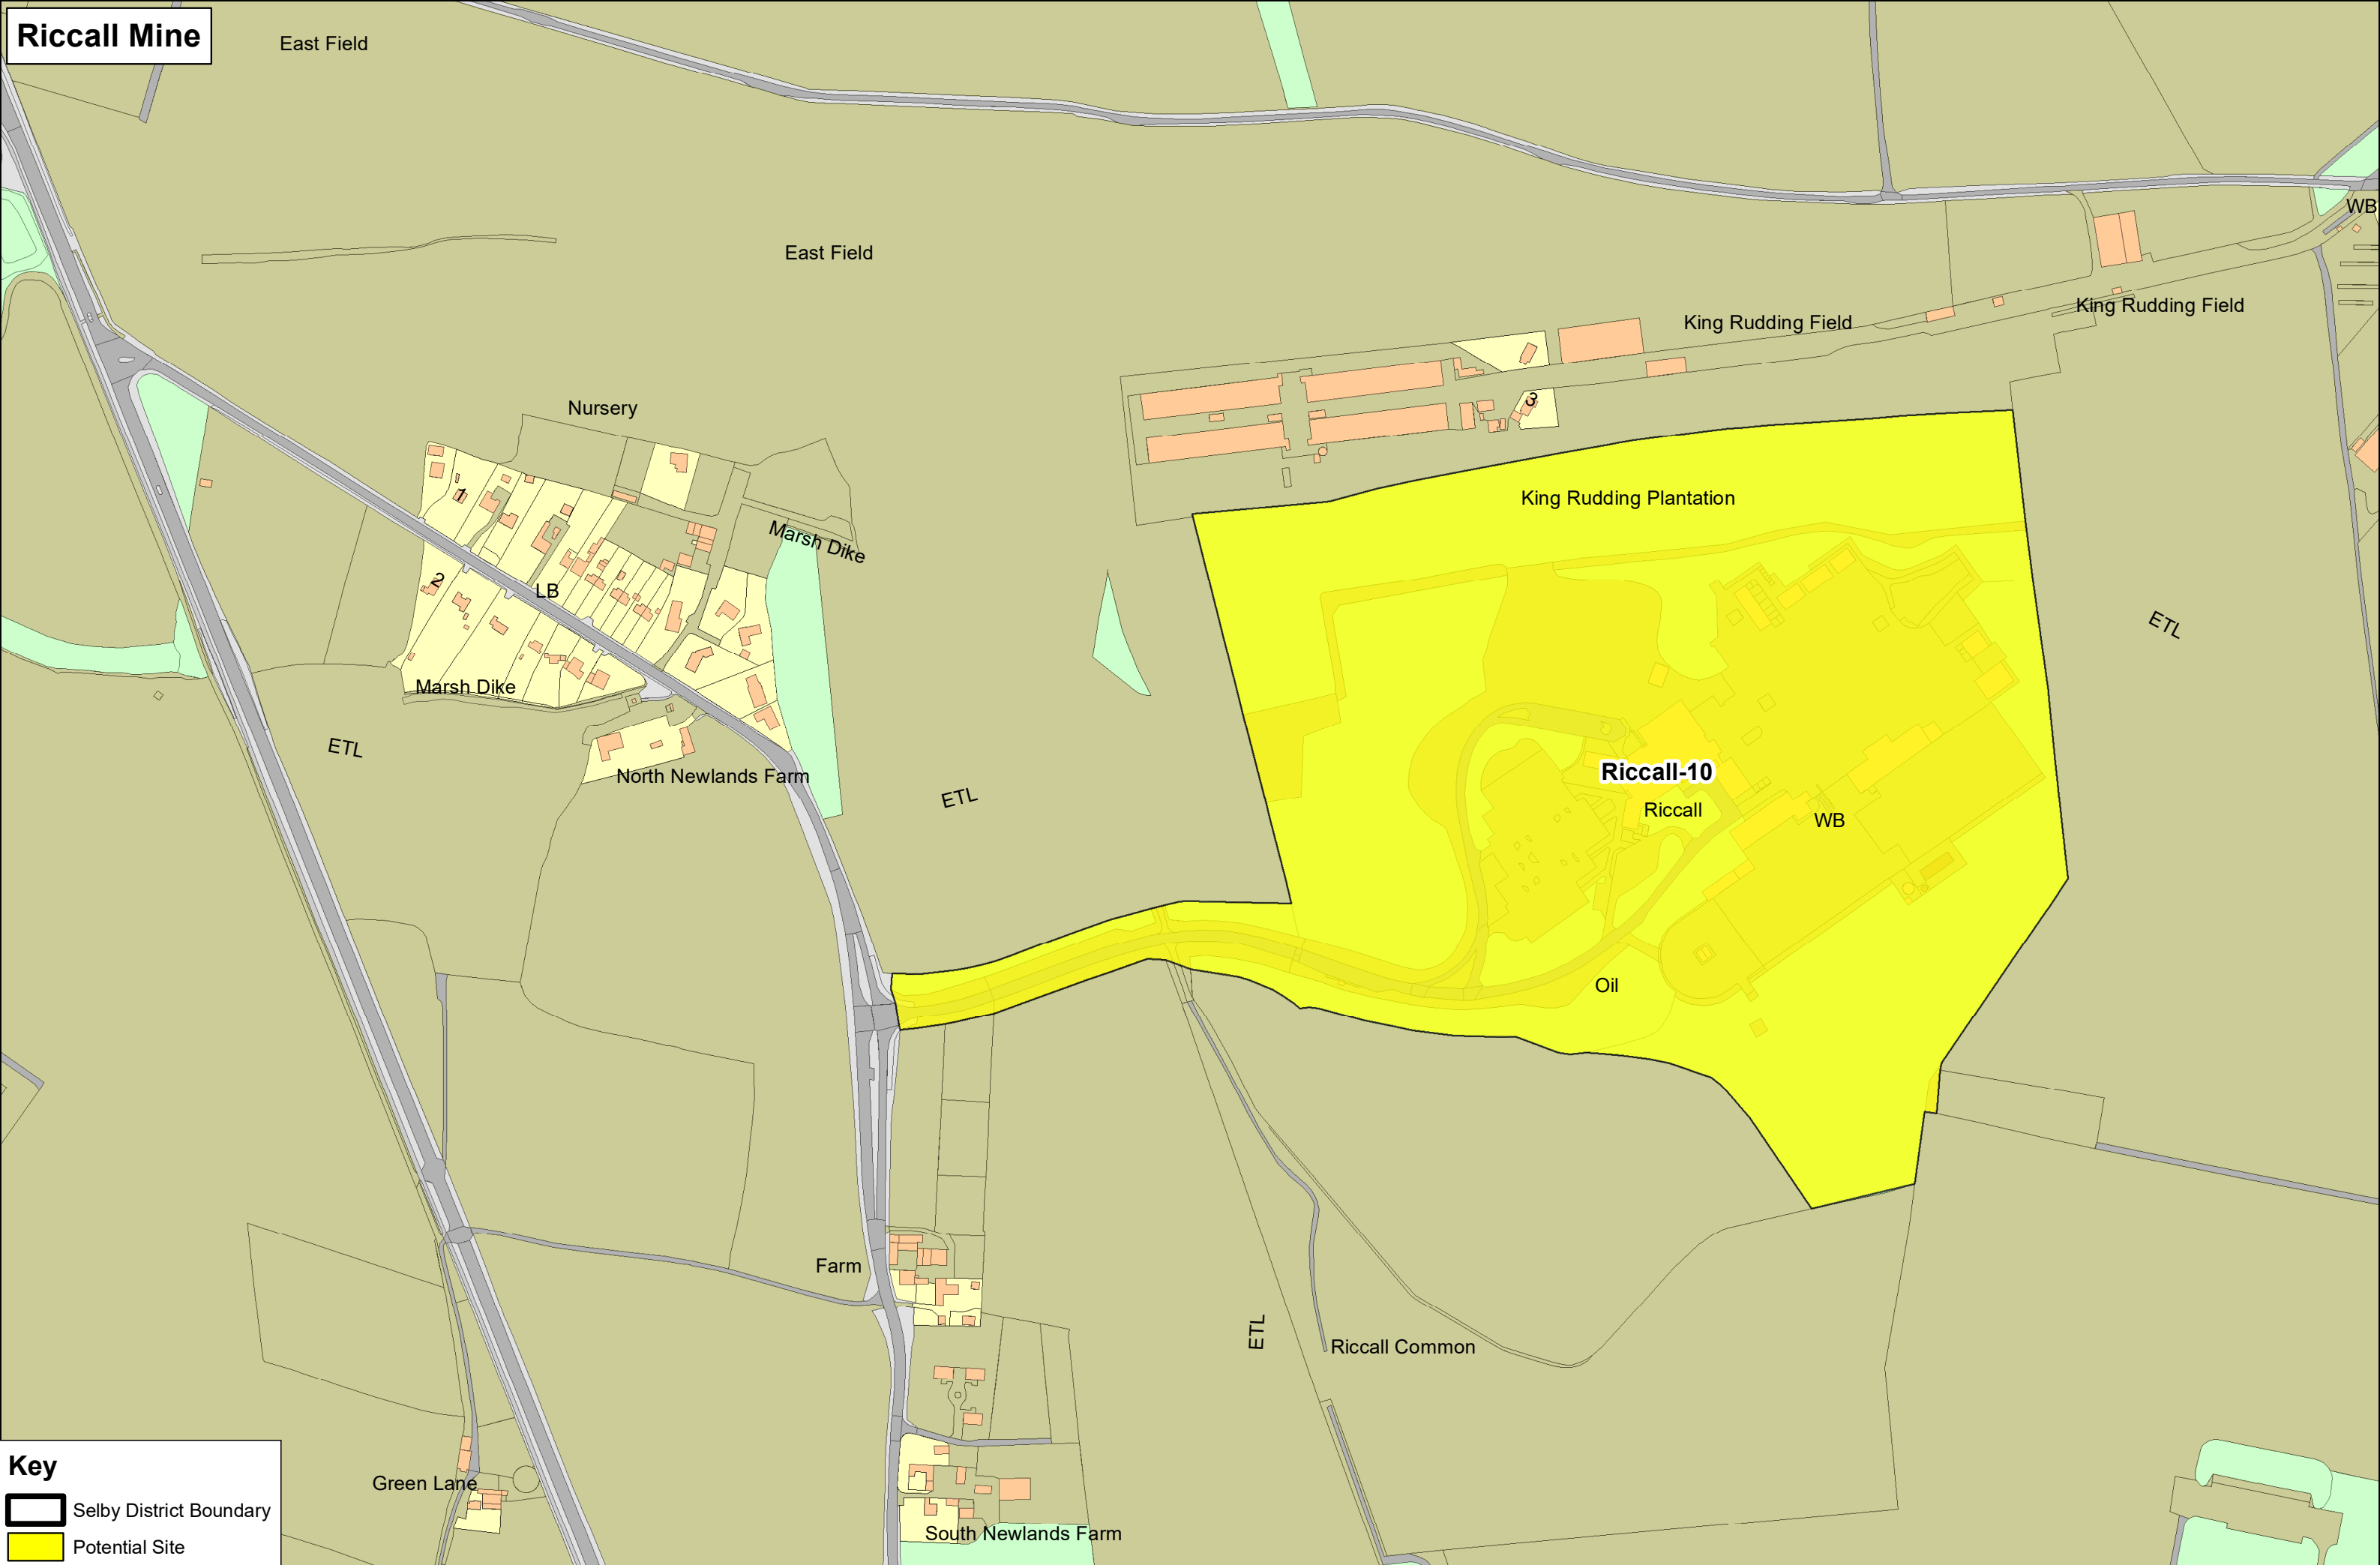 Riccall Mine
East Field
WB
East Field
King Rudding Field
King Rudding Field
Nursery
3
1
King Rudding Plantation
Marsh Dike
2
LB
ETL
Marsh Dike
ETL
North Newlands Farm
Riccall-10
ETL
Riccall
WB
Oil
Farm
ETL
Riccall Common
Green Lane
South Newlands Farm
Key
Selby District Boundary
Potential Site